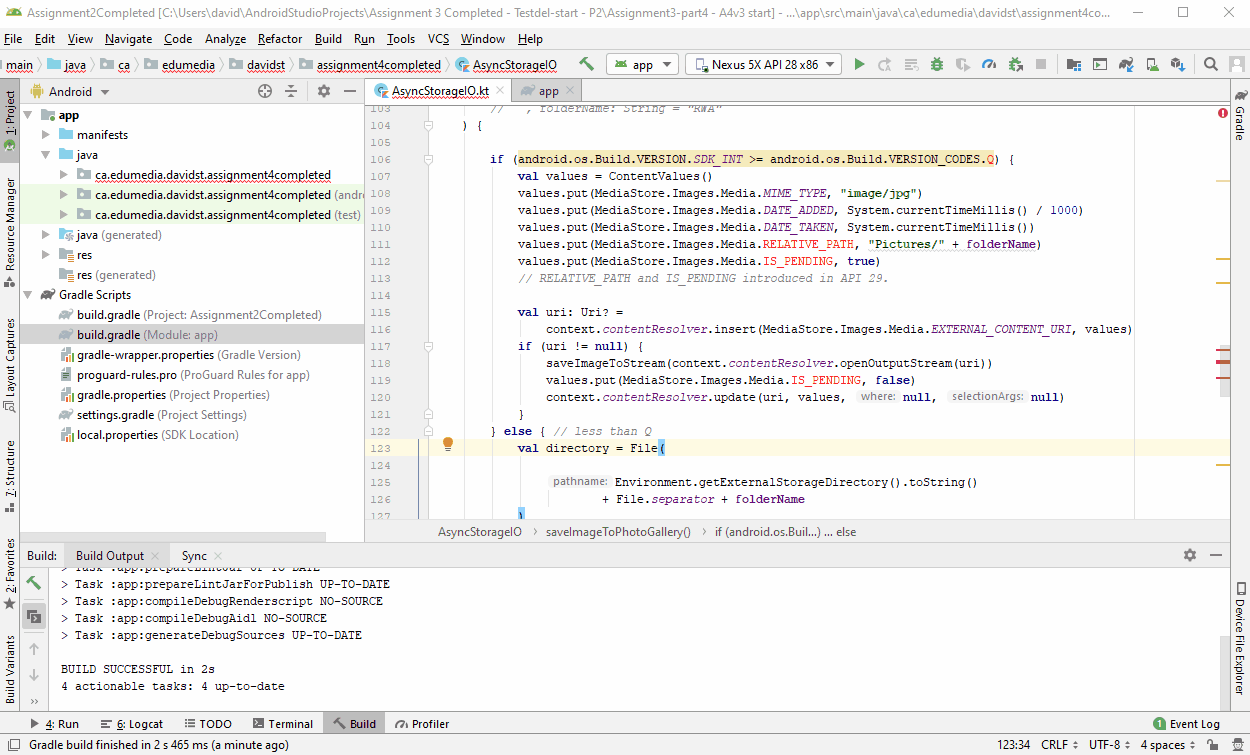 Assignment2Completed [C:\Users\david\AndroidStudioProjects\Assignment 3 Completed - Testdel-start - P2\Assignment3-part4 - A4v3 start] - ...\app\src\main\java\ca\edumedia\davidst\assignment4co...
File Edit View Navigate Code Analyze Refactor Build Run Tools VCS Window Help
main java ca edumedia davidst assignment4completed AsyncStorageIO app Nexus 5X API 28 x86
1: Project
Resource Manager
Layout Captures
7: Structure
2: Favorites
Build Variants
Android
app
manifests
java
ca.edumedia.davidst.assignment4completed
ca.edumedia.davidst.assignment4completed (andr
ca.edumedia.davidst.assignment4completed (test)
java (generated)
res
res (generated)
Gradle Scripts
build.gradle (Project: Assignment2Completed)
build.gradle (Module: app)
gradle-wrapper.properties (Gradle Version)
proguard-rules.pro (ProGuard Rules for app)
gradle.properties (Project Properties)
settings.gradle (Project Settings)
local.properties (SDK Location)
AsyncStorageIO.kt app
103 // , folderName: String = "RWA"
104 ) {
105
106 if (android.os.Build.VERSION.SDK_INT >= android.os.Build.VERSION_CODES.Q) {
107 val values = ContentValues()
108 values.put(MediaStore.Images.Media.MIME_TYPE, "image/jpg")
109 values.put(MediaStore.Images.Media.DATE_ADDED, System.currentTimeMillis() / 1000)
110 values.put(MediaStore.Images.Media.DATE_TAKEN, System.currentTimeMillis())
111 values.put(MediaStore.Images.Media.RELATIVE_PATH, "Pictures/" + folderName)
112 values.put(MediaStore.Images.Media.IS_PENDING, true)
113 // RELATIVE_PATH and IS_PENDING introduced in API 29.
114
115 val uri: Uri? =
116 context.contentResolver.insert(MediaStore.Images.Media.EXTERNAL_CONTENT_URI, values)
117 if (uri != null) {
118 saveImageToStream(context.contentResolver.openOutputStream(uri))
119 values.put(MediaStore.Images.Media.IS_PENDING, false)
120 context.contentResolver.update(uri, values, where: null, selectionArgs: null)
121 }
122 } else { // less than Q
123 val directory = File(
124
125 pathname: Environment.getExternalStorageDirectory().toString()
126 + File.separator + folderName
127 )
AsyncStorageIO saveImageToPhotoGallery() if (android.os.Buil...) ... else
Gradle
Device File Explorer
Build: Build Output Sync
> Task :app:prepareLintJar UP-TO-DATE
> Task :app:prepareLintJarForPublish UP-TO-DATE
> Task :app:compileDebugRenderscript NO-SOURCE
> Task :app:compileDebugAidl NO-SOURCE
> Task :app:generateDebugSources UP-TO-DATE
BUILD SUCCESSFUL in 2s
4 actionable tasks: 4 up-to-date
4: Run 6: Logcat TODO Terminal Build Profiler 1 Event Log
Gradle build finished in 2 s 465 ms (a minute ago) 123:34 CRLF UTF-8 4 spaces